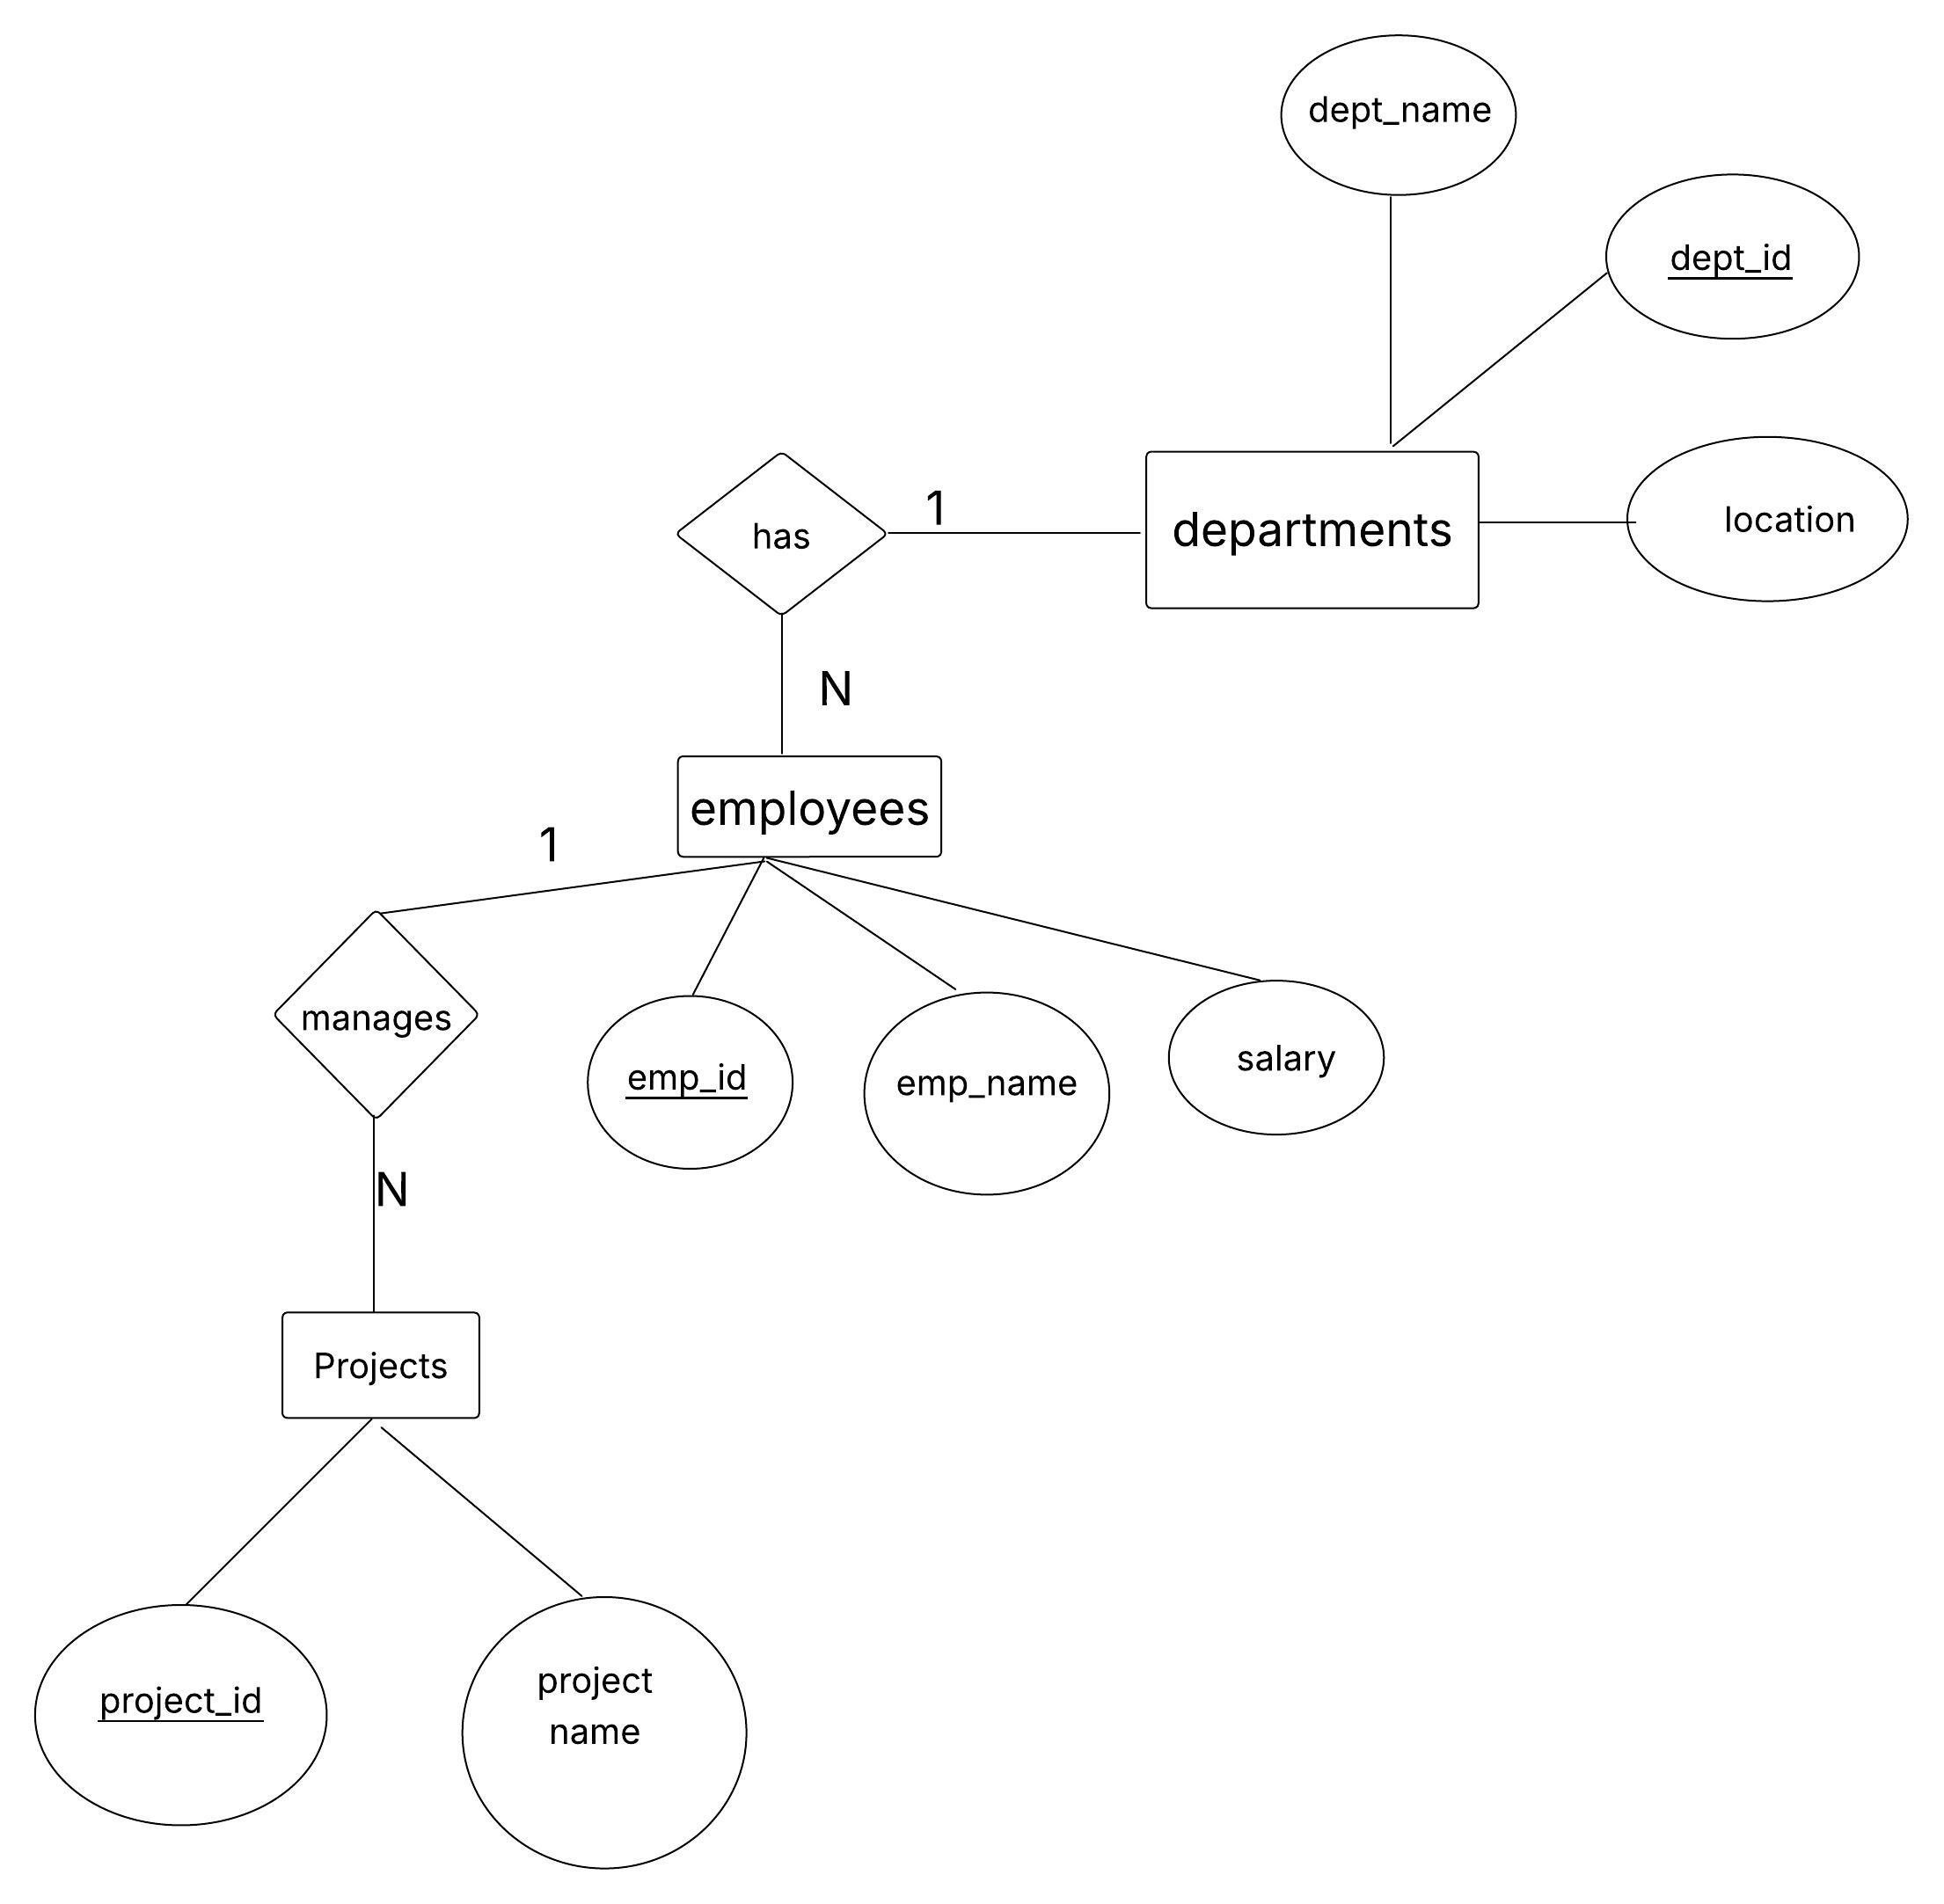 dept_name
dept_id
has
1
departments
location
N
employees
1
manages
emp_id
emp_name
salary
N
Projects
project_id
project
name